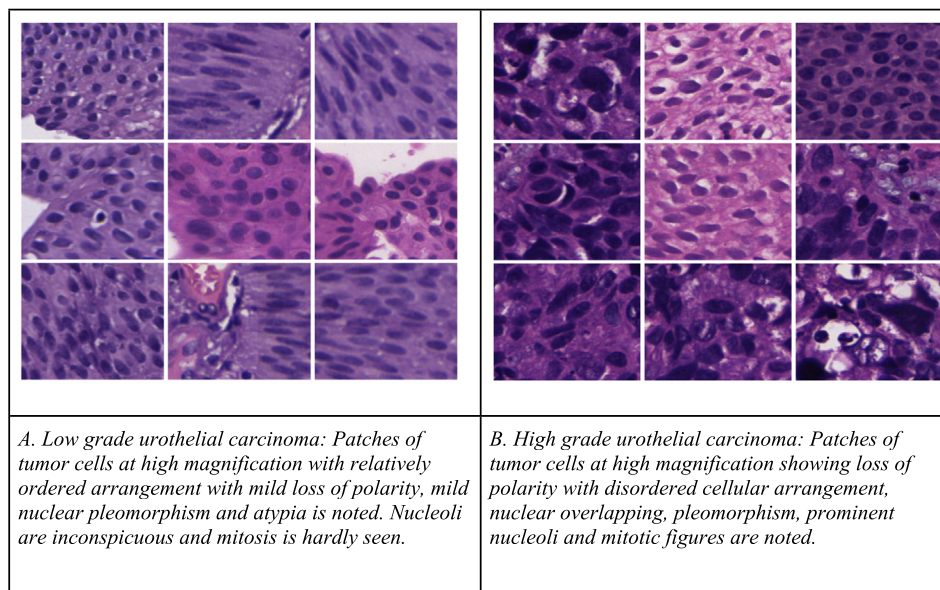 A. Low grade urothelial carcinoma: Patches of
tumor cells at high magnification with relatively
ordered arrangement with mild loss of polarity, mild
nuclear pleomorphism and atypia is noted. Nucleoli
are inconspicuous and mitosis is hardly seen.
B. High grade urothelial carcinoma: Patches of
tumor cells at high magnification showing loss of
polarity with disordered cellular arrangement,
nuclear overlapping, pleomorphism, prominent
nucleoli and mitotic figures are noted.